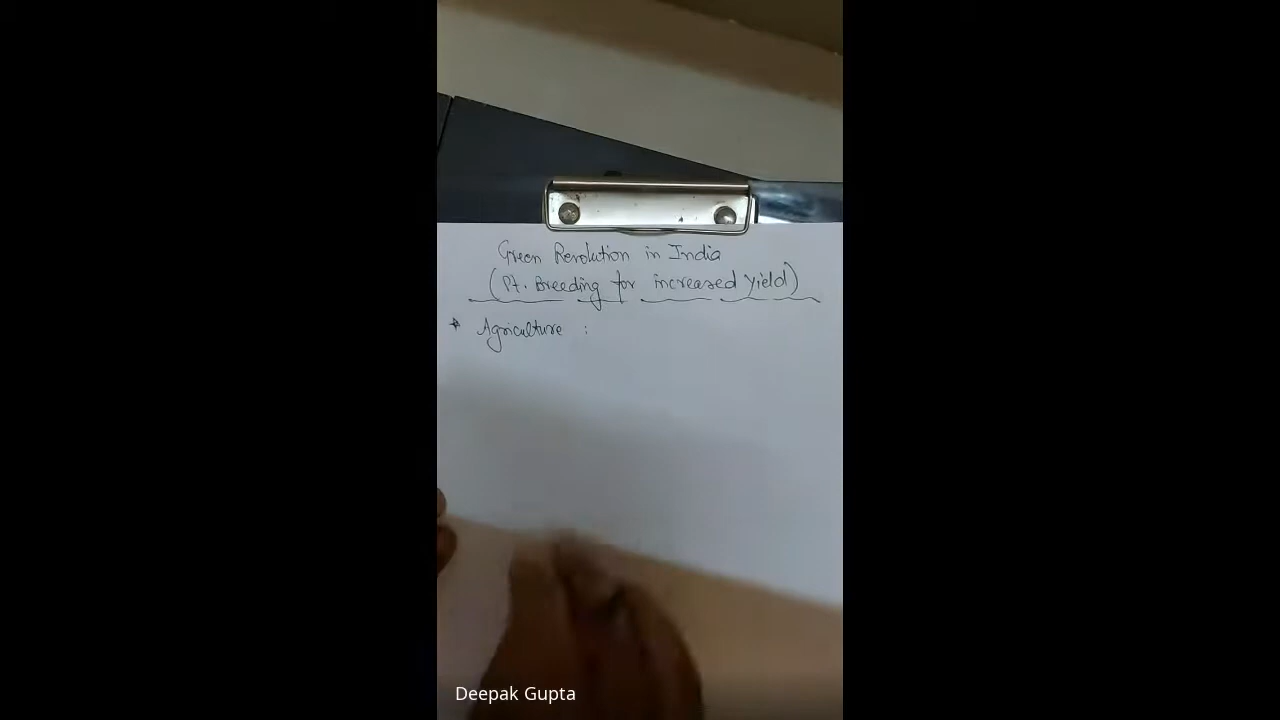 Green Revolution in India
(Pt. Breeding for increased yield)
* Agriculture :
Deepak Gupta